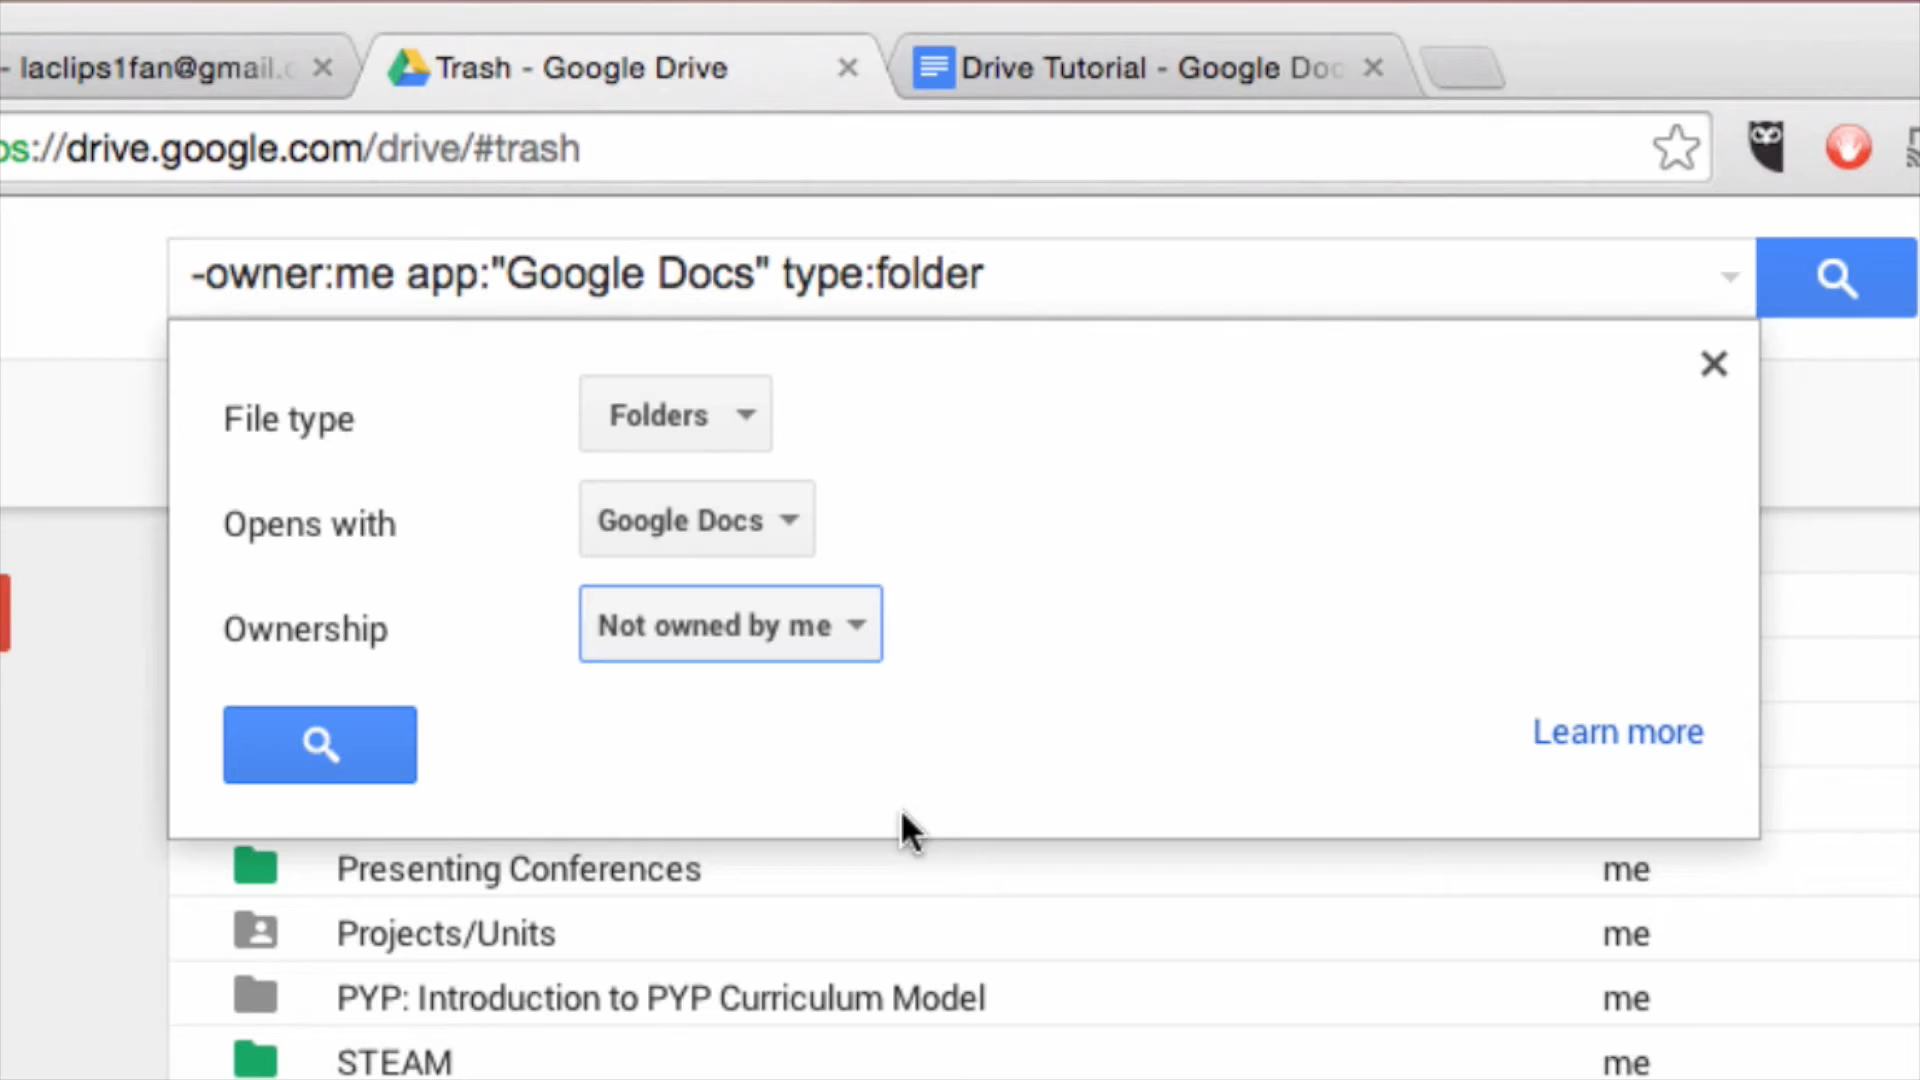 - laclips1fan@gmail.c
Trash - Google Drive
Drive Tutorial - Google Doc
ps://drive.google.com/drive/#trash
-owner:me app:"Google Docs" type:folder
File type
Folders
Opens with
Google Docs
Ownership
Not owned by me
Learn more
Presenting Conferences me
Projects/Units me
PYP: Introduction to PYP Curriculum Model me
STEAM me